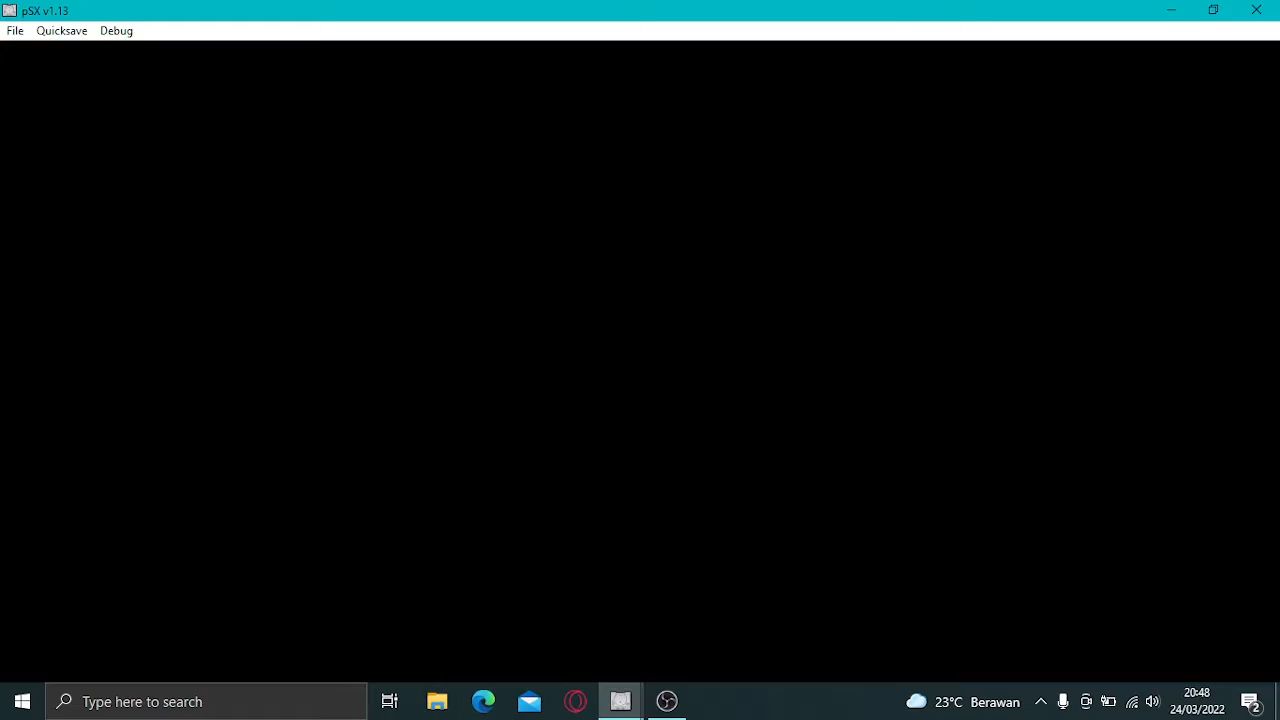 pSX v1.13
File Quicksave Debug
Type here to search
23°C Berawan
20:48
24/03/2022
2